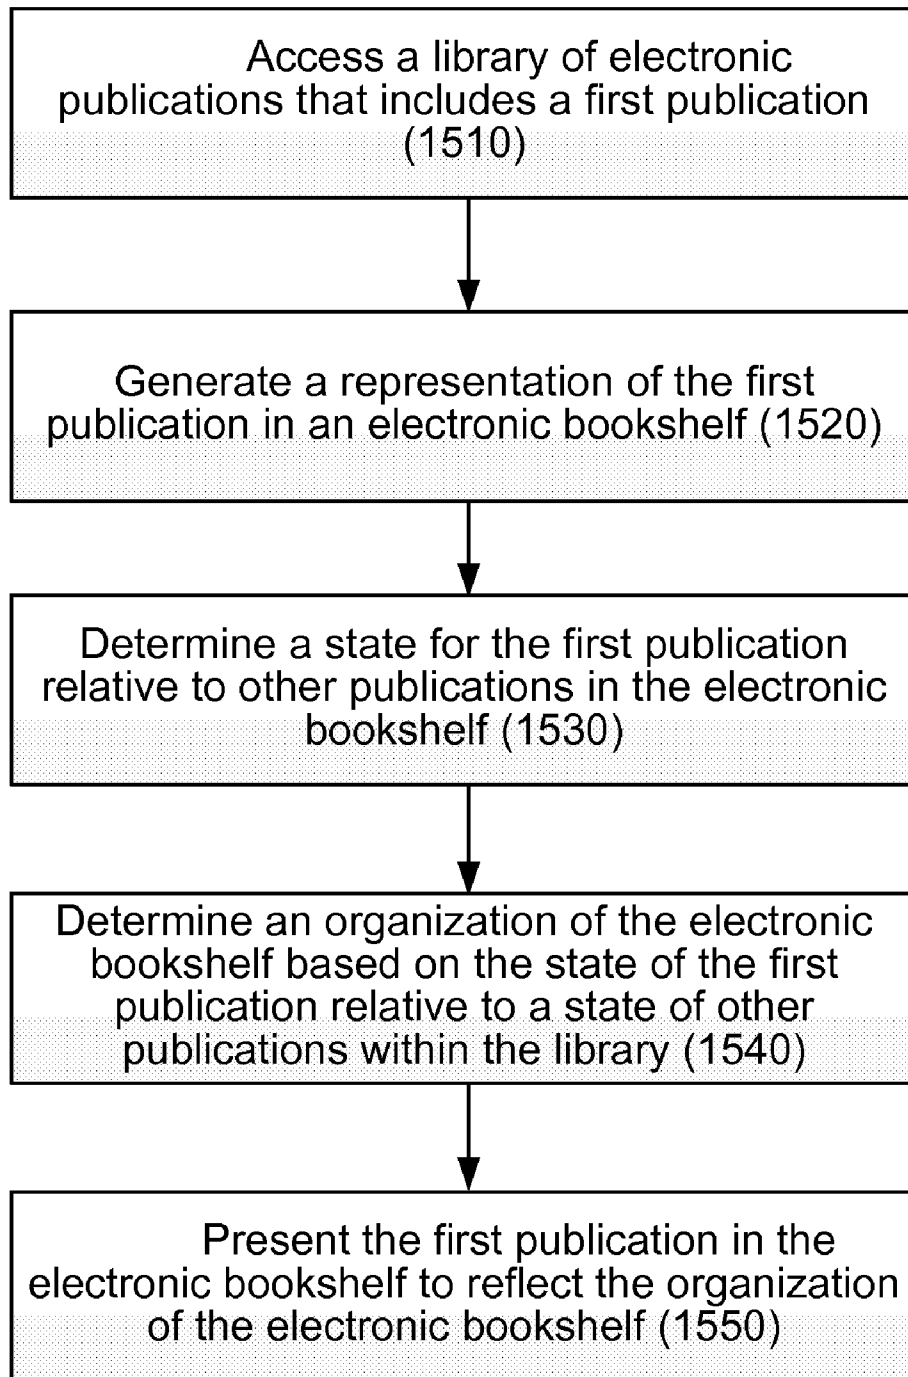 Access a library of electronic
publications that includes a first publication
(1510)
Generate a representation of the first
publication in an electronic bookshelf (1520)
Determine a state for the first publication
relative to other publications in the electronic
bookshelf (1530)
Determine an organization of the electronic
bookshelf based on the state of the first
publication relative to a state of other
publications within the library (1540)
Present the first publication in the
electronic bookshelf to reflect the organization
of the electronic bookshelf (1550)